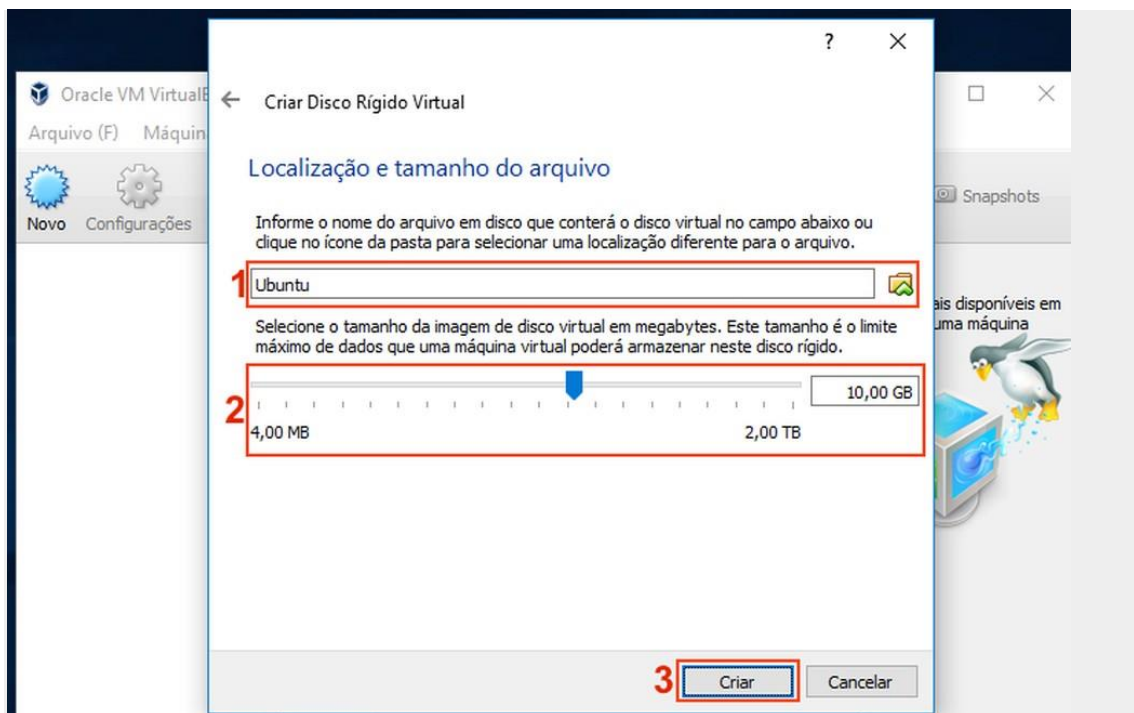 ?
Oracle VM Virtual
Criar Disco Rígido Virtual
Arquivo (F)
Localização e tamanho do arquivo
Snapshots
Novo Configurações
Informe o nome do arquivo em disco que conterá o disco virtual no campo abaixo ou
clique no ícone da pasta para selecionar uma localização diferente para o arquivo.
1
Ubuntu
disponíveis em
uma máquina
Selecione o tamanho da imagem de disco virtual em megabytes. Este tamanho é o limite
máximo de dados que uma máquina virtual poderá armazenar neste disco rígido.
2
10,00 GB
4,00 MB 2,00 TB
3
Criar Cancelar